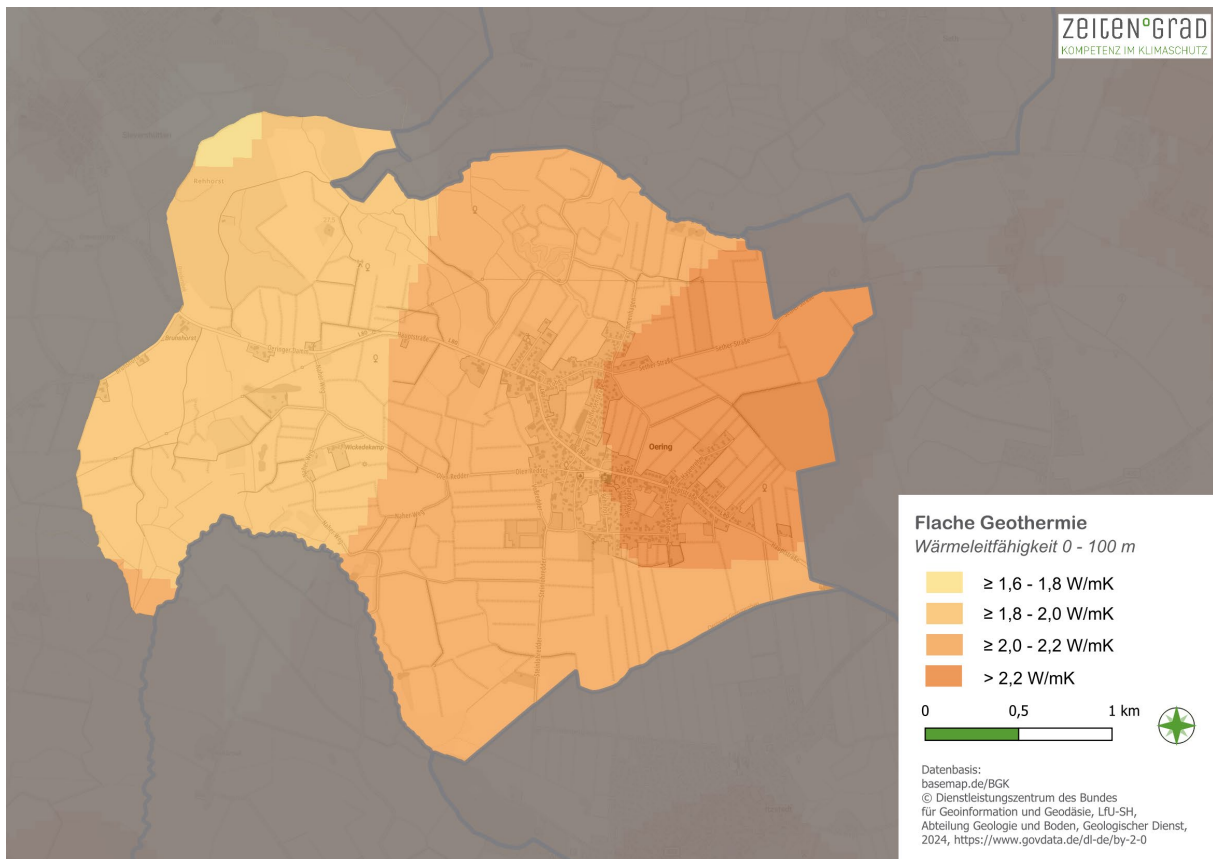 ZEITEN°GRAD
KOMPETENZ IM KLIMASCHUTZ
Rehhorst
Wickedekamp
Oering
Flache Geothermie
Wärmeleitfähigkeit 0 - 100 m
≥ 1,6 - 1,8 W/mK
≥ 1,8 - 2,0 W/mK
≥ 2,0 - 2,2 W/mK
> 2,2 W/mK
0 0,5 1 km
Datenbasis:
basemap.de/BGK
© Dienstleistungszentrum des Bundes
für Geoinformation und Geodäsie, LfU-SH,
Abteilung Geologie und Boden, Geologischer Dienst,
2024, https://www.govdata.de/dl-de/by-2-0